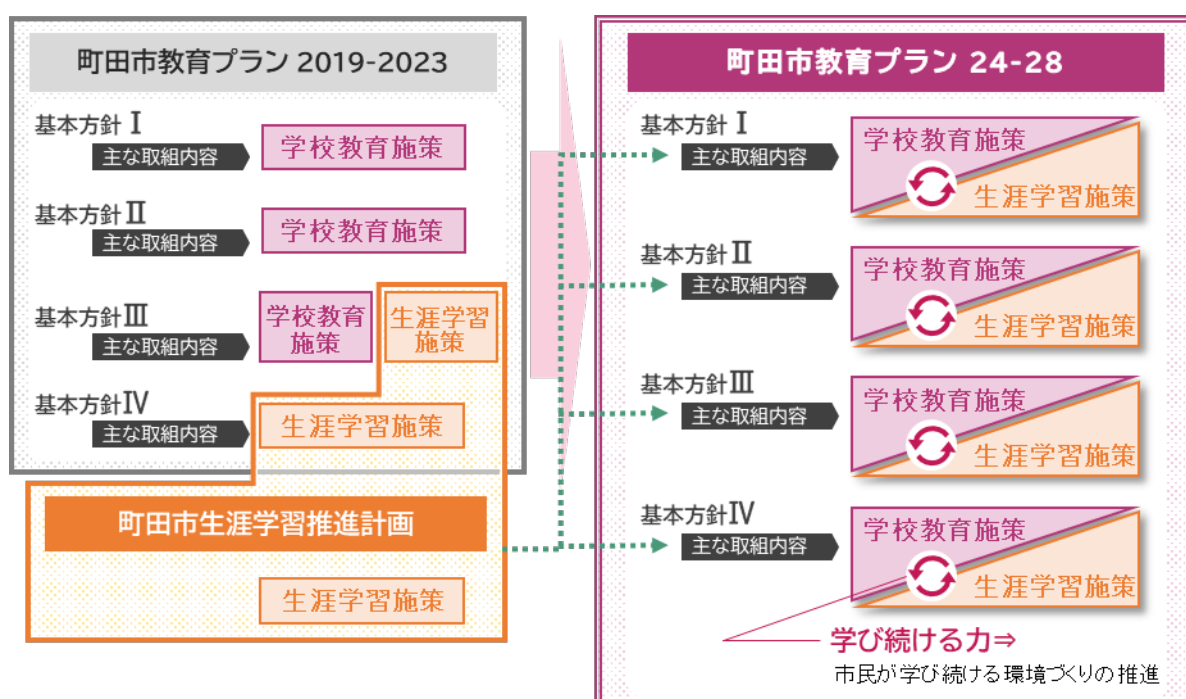 町田市教育プラン 2019-2023
基本方針Ⅰ
主な取組内容
学校教育施策
基本方針Ⅱ
主な取組内容
学校教育施策
基本方針Ⅲ
主な取組内容
学校教育
施策
生涯学習
施策
基本方針Ⅳ
主な取組内容
生涯学習施策
町田市生涯学習推進計画
生涯学習施策
町田市教育プラン 24-28
基本方針Ⅰ
主な取組内容
学校教育施策
生涯学習施策
基本方針Ⅱ
主な取組内容
学校教育施策
生涯学習施策
基本方針Ⅲ
主な取組内容
学校教育施策
生涯学習施策
基本方針Ⅳ
主な取組内容
学校教育施策
生涯学習施策
学び続ける力⇒
市民が学び続ける環境づくりの推進